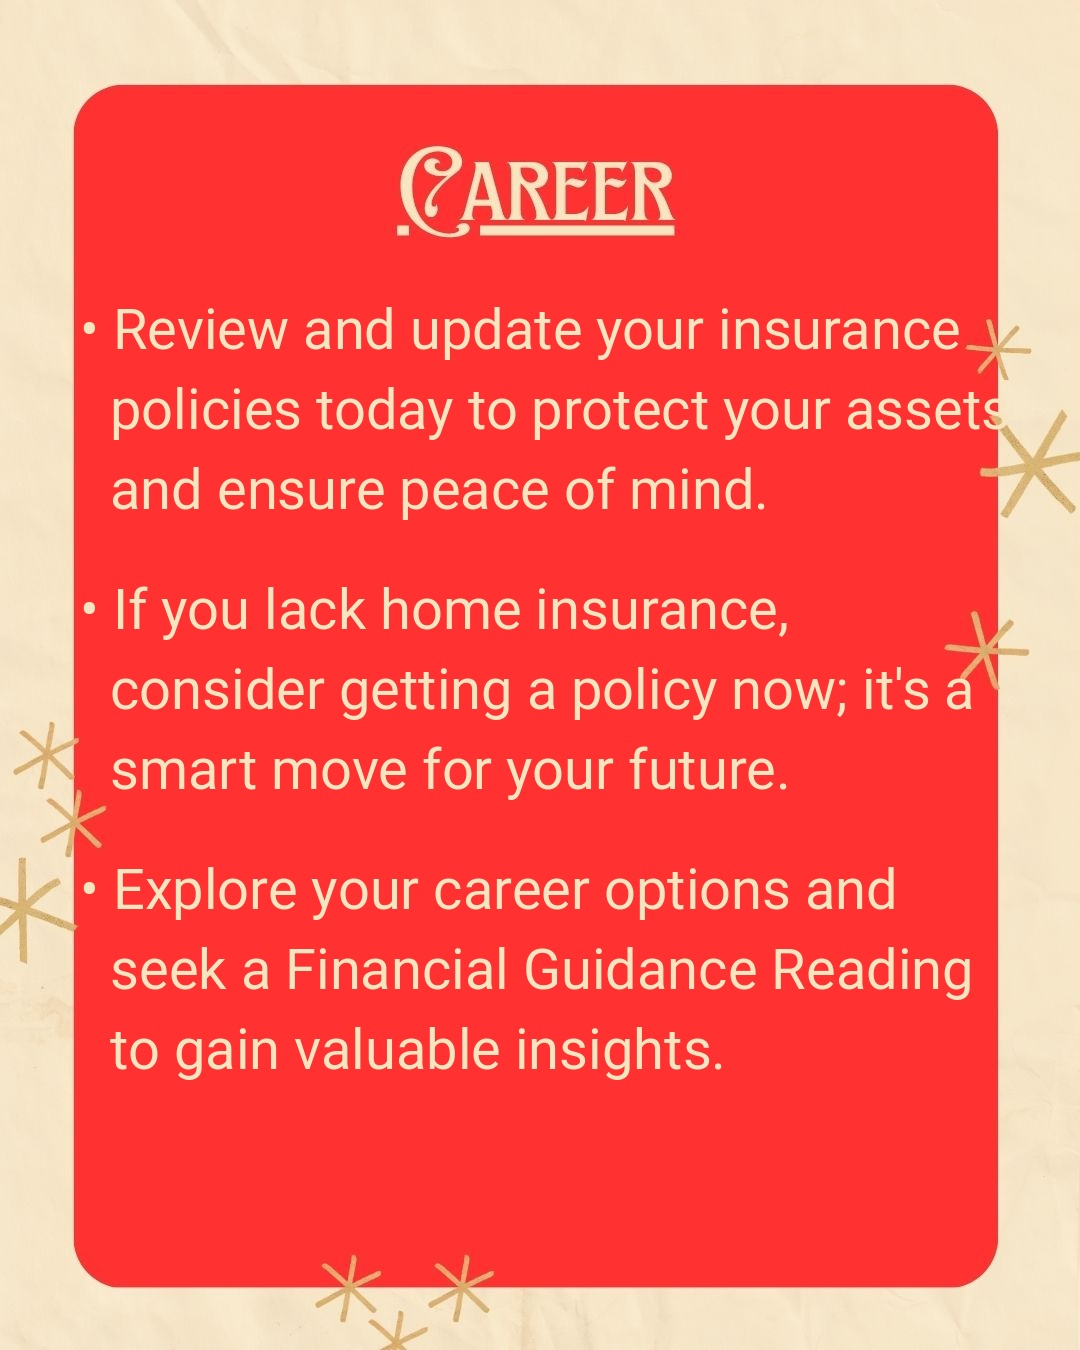 Career
• Review and update your insurance
policies today to protect your assets
and ensure peace of mind.
• If you lack home insurance,
consider getting a policy now; it's a
smart move for your future.
• Explore your career options and
seek a Financial Guidance Reading
to gain valuable insights.